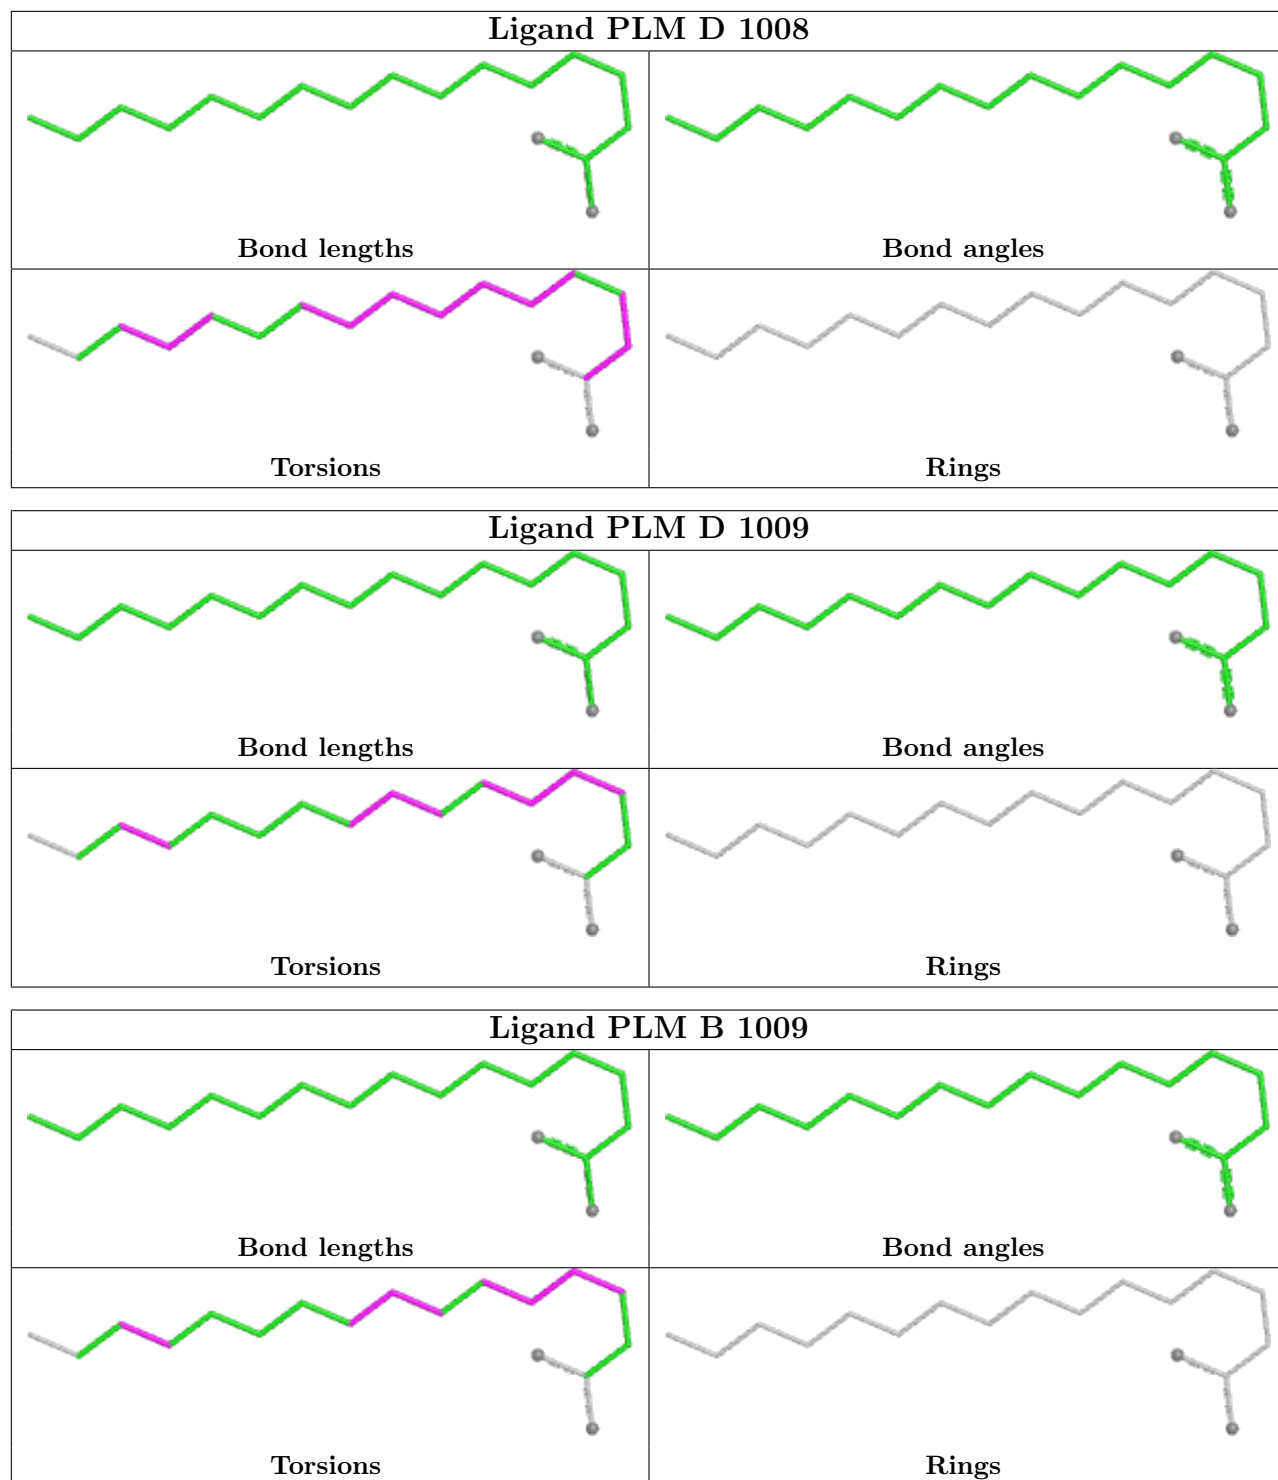 Ligand PLM D 1008
Bond lengths
Bond angles
Torsions
Rings
Ligand PLM D 1009
Bond lengths
Bond angles
Torsions
Rings
Ligand PLM B 1009
Bond lengths
Bond angles
Torsions
Rings